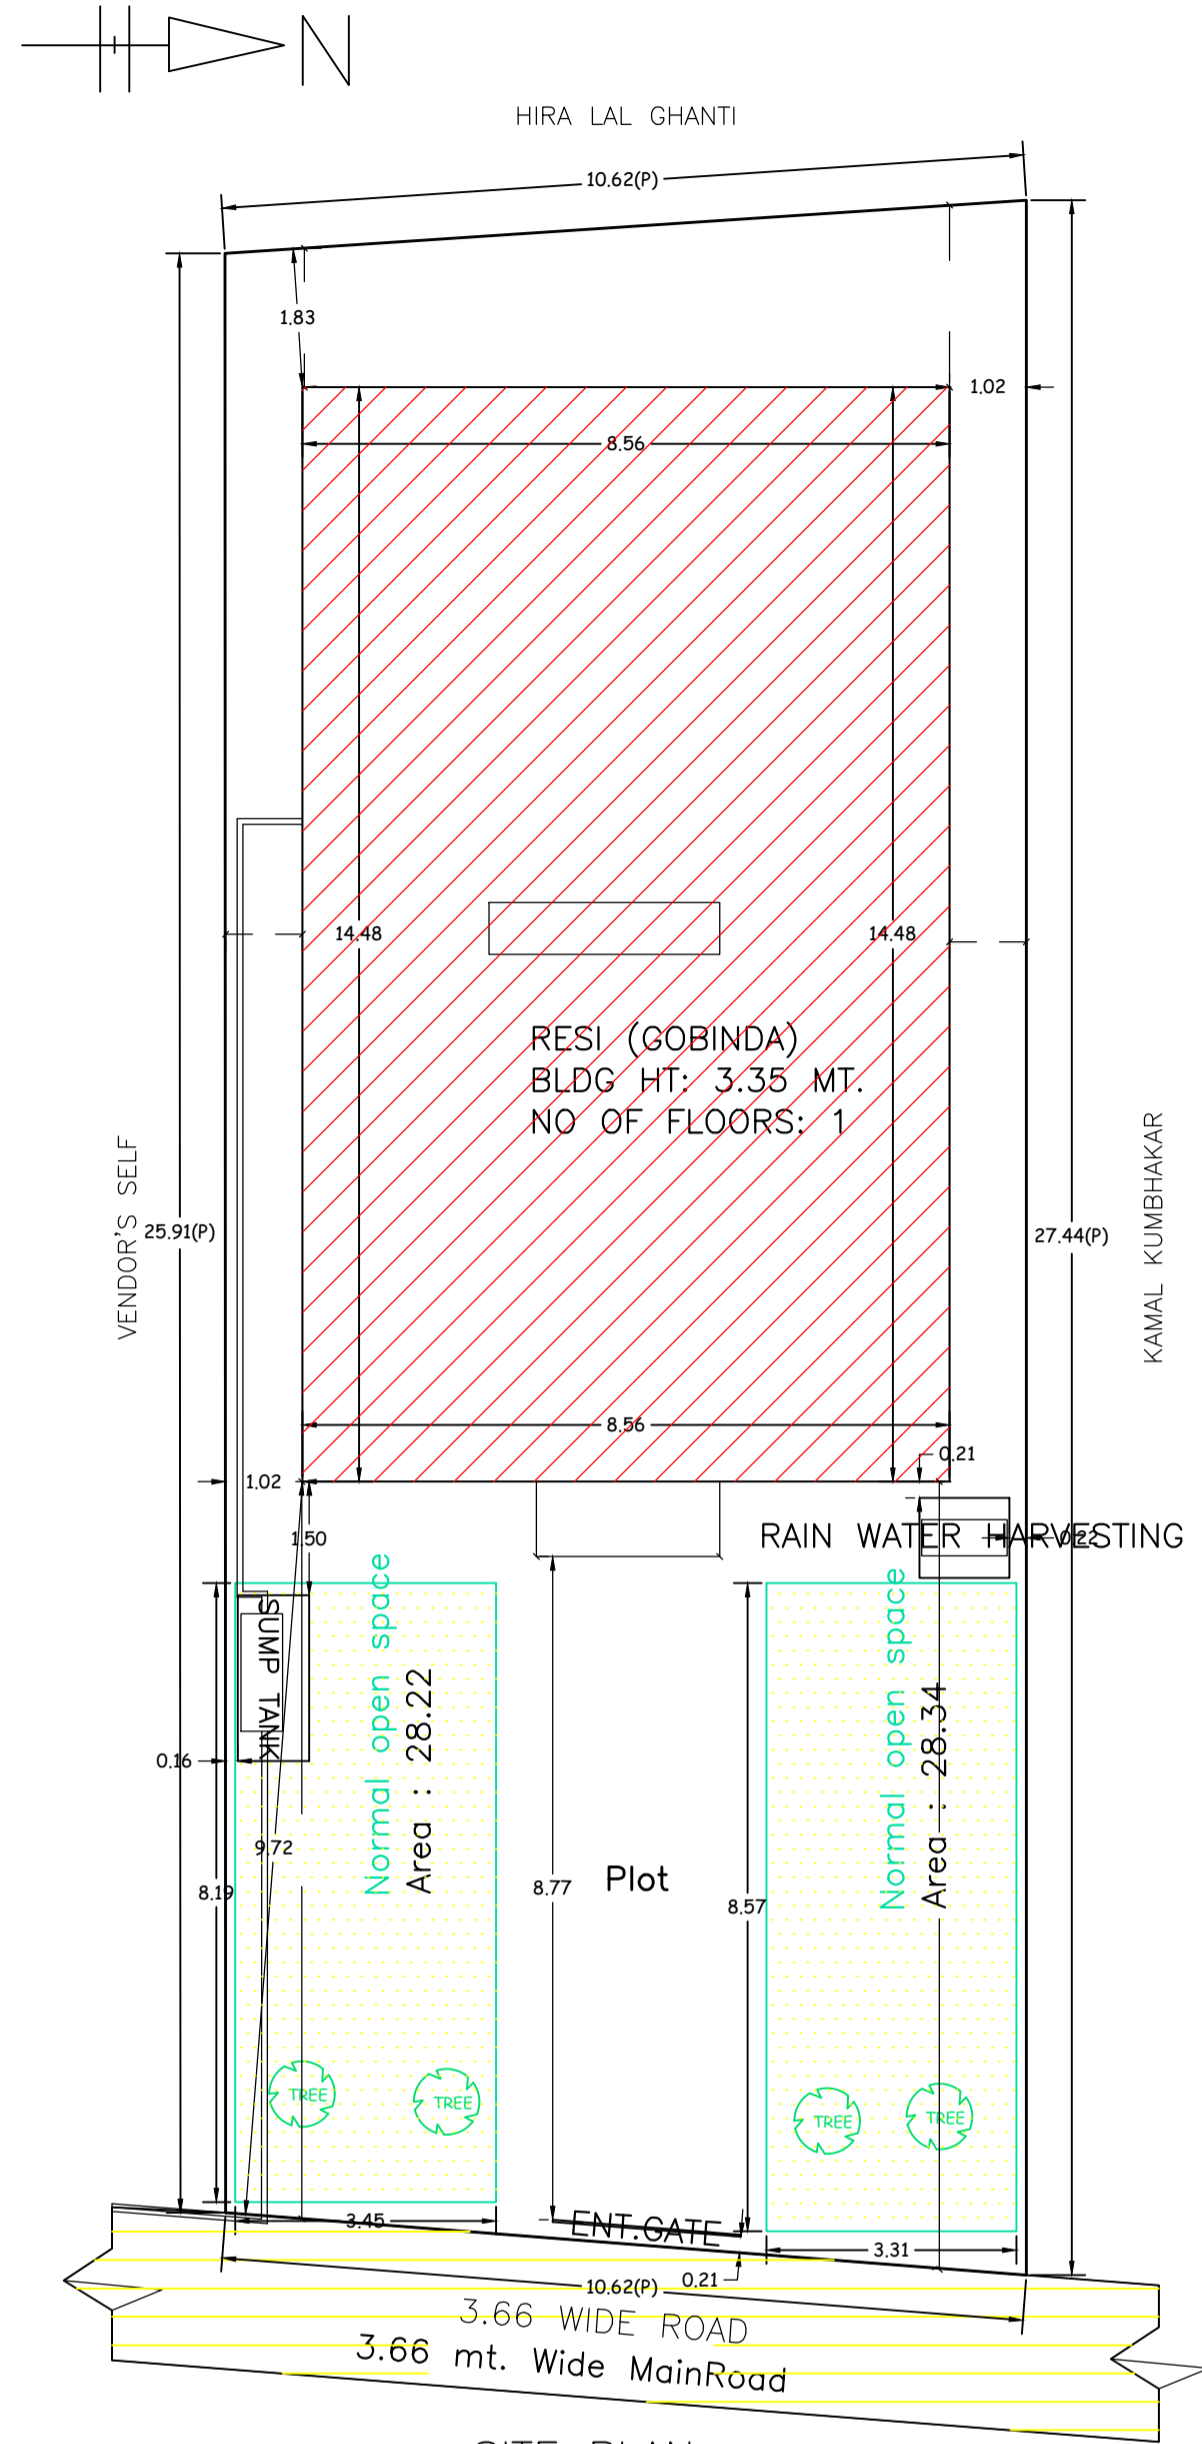 N
HIRA LAL GHANTI
10.62(P)
1.83
1.02
8.56
14.48
14.48
RESI (GOBINDA)
BLDG HT: 3.35 MT.
NO OF FLOORS: 1
VENDOR'S SELF
25.91(P)
KAMAL KUMBHAKAR
27.44(P)
8.56
0.21
1.02
1.50
RAIN WATER HARVESTING
0.22
SUMP TANK
Normal open space
Area : 28.22
Normal open space
Area : 28.34
0.16
9.72
8.19
8.77
Plot
8.57
TREE
TREE
TREE
TREE
3.45
ENT.GATE
3.31
10.62(P)
0.21
3.66 WIDE ROAD
3.66 mt. Wide MainRoad
SITE PLAN